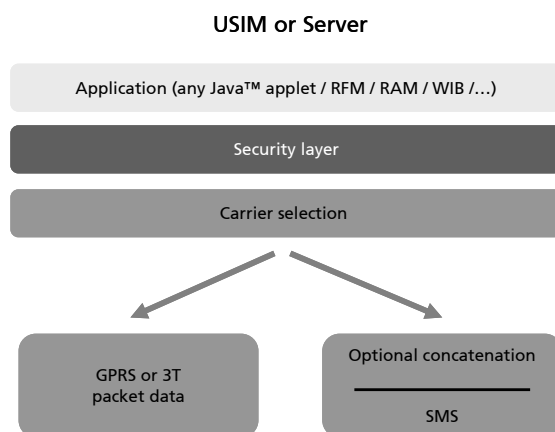 USIM or Server
Application (any Java™ applet / RFM / RAM / WIB /…)
Security layer
Carrier selection
GPRS or 3T
packet data
Optional concatenation
SMS